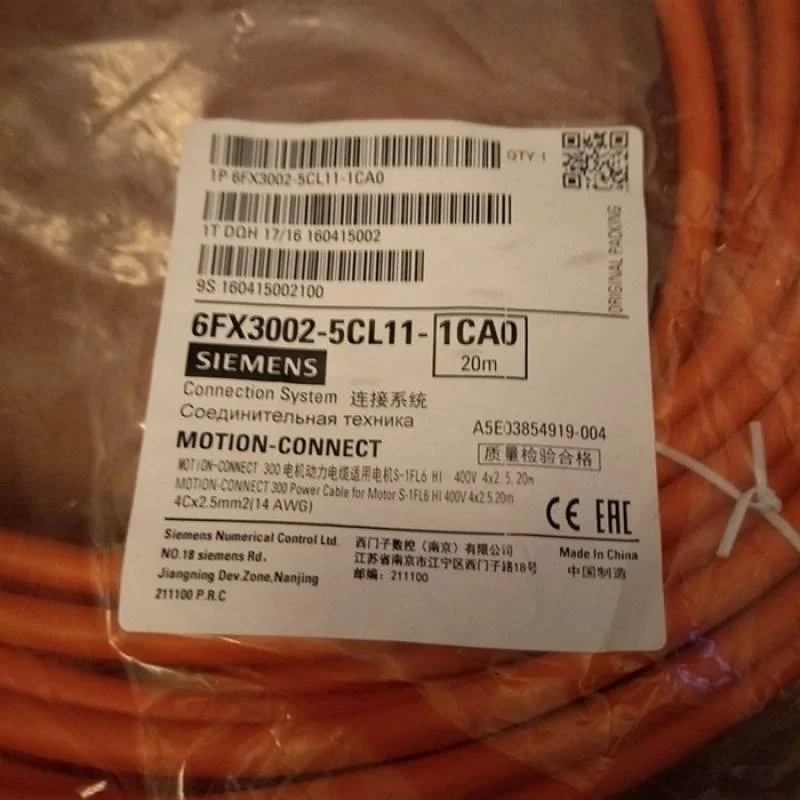 QTY 1
1P 6FX3002-5CL11-1CA0
1T DQH 17/16 160415002
9S 160415002100
ORIGINAL PACKING
6FX3002-5CL11-1CA0
20m
SIEMENS
Connection System 连接系统
Соединительная техника
A5E03854919-004
MOTION-CONNECT
质量检验合格
MOTION-CONNECT 300电机动力电缆适用电机S-1FL6 HI 400V 4x2.5,20m
MOTION-CONNECT 300 Power Cable for Motor S-1FL6 HI 400V 4x2.5,20m
4Cx2.5mm2(14 AWG)
CE EAC
Siemens Numerical Control Ltd.
NO.18 siemens Rd,
Jiangning Dev.Zone,Nanjing
211100 P.R.C
西门子数控（南京）有限公司
江苏省南京市江宁区西门子路18号
邮编：211100
Made In China
中国制造